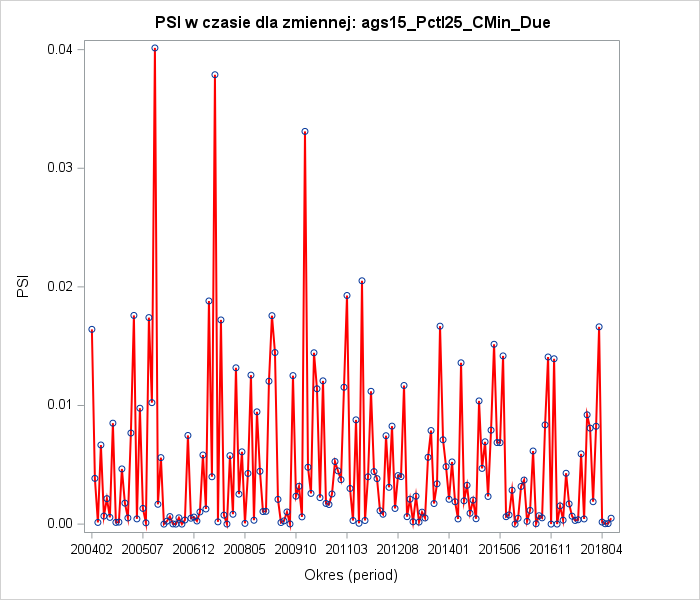 PSI w czasie dla zmiennej: ags15_Pctl25_CMin_Due
PSI
0.04
0.03
0.02
0.01
0.00
200402 200507 200612 200805 200910 201103 201208 201401 201506 201611 201804
Okres (period)